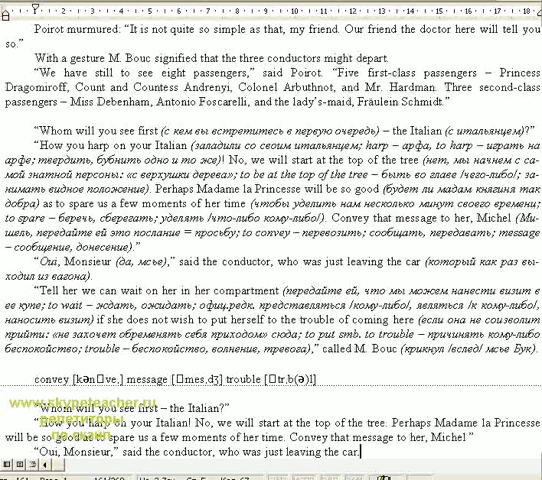 Poirot murmured: “It is not quite so simple as that, my friend. Our friend the doctor here will tell you
so.”
With a gesture M. Bouc signified that the three conductors might depart.
“We have still to see eight passengers,” said Poirot. “Five first-class passengers – Princess
Dragomiroff, Count and Countess Andrenyi, Colonel Arbuthnot, and Mr. Hardman. Three second-class
passengers – Miss Debenham, Antonio Foscarelli, and the lady’s-maid, Fräulein Schmidt.”
“Whom will you see first (с кем вы встретитесь в первую очередь) – the Italian (с итальянцем)?”
“How you harp on your Italian (заладили со своим итальянцем; harp – арфа, to harp – играть на
арфе; твердить, бубнить одно и то же)! No, we will start at the top of the tree (нет, мы начнем с са-
мой знатной персоны: «с верхушки дерева»; to be at the top of the tree – быть во главе /чего-либо/; за-
нимать видное положение). Perhaps Madame la Princesse will be so good (будет ли мадам княгиня так
добра) as to spare us a few moments of her time (чтобы уделить нам несколько минут своего времени;
to spare – беречь, сберегать; уделять /что-либо кому-либо/). Convey that message to her, Michel (Ми-
шель, передайте ей это послание = просьбу; to convey – перевозить; сообщать, передавать; message
– сообщение, донесение).”
“Oui, Monsieur (да, мсье),” said the conductor, who was just leaving the car (который как раз вы-
ходил из вагона).
“Tell her we can wait on her in her compartment (передайте ей, что мы можем нанести визит в
ее купе; to wait – ждать, ожидать; офиц.редк. представляться /кому-либо/, являться /к кому-либо/,
наносить визит) if she does not wish to put herself to the trouble of coming here (если она не соизволит
прийти: «не захочет обременять себя приходом» сюда; to put smb. to trouble – причинять кому-либо
беспокойство; trouble – беспокойство, волнение, тревога),” called M. Bouc (крикнул /вслед/ мсье Бук).
convey [kən▯ve,] message [▯mes,dʒ] trouble [▯tr,b(ə)l]
www.skypeteacher.ru
“Whom will you see first – the Italian?”
репетиторы
“How you harp on your Italian! No, we will start at the top of the tree. Perhaps Madame la Princesse
по скайп
will be so good as to spare us a few moments of her time. Convey that message to her, Michel.”
“Oui, Monsieur,” said the conductor, who was just leaving the car.